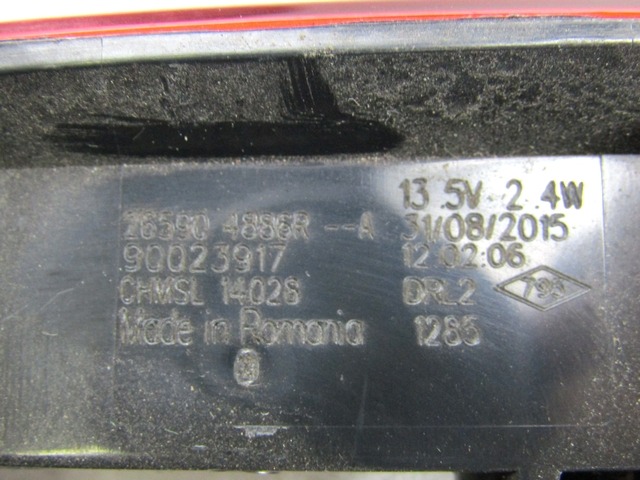 13.5V-2.4W
26590 4886R --A 31/08/2015
90023917 12:02:06
CHMSL 14026 DRL2
Made in Romania 1286